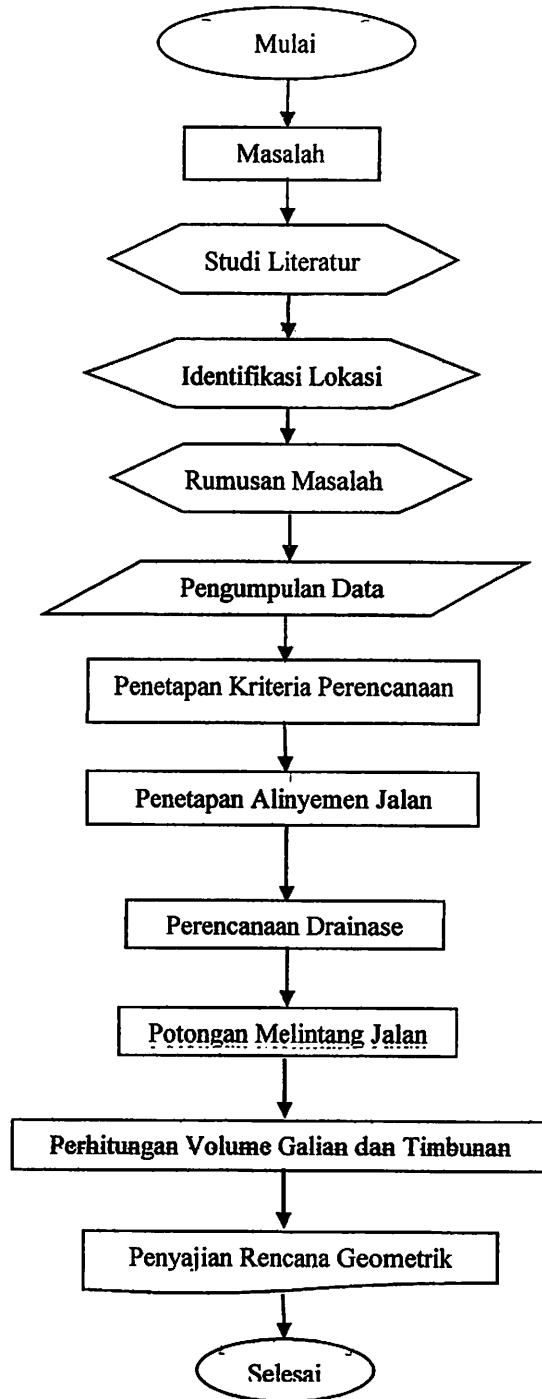 Mulai
Masalah
Studi Literatur
Identifikasi Lokasi
Rumusan Masalah
Pengumpulan Data
Penetapan Kriteria Perencanaan
Penetapan Alinyemen Jalan
Perencanaan Drainase
Potongan Melintang Jalan
Perhitungan Volume Galian dan Timbunan
Penyajian Rencana Geometrik
Selesai